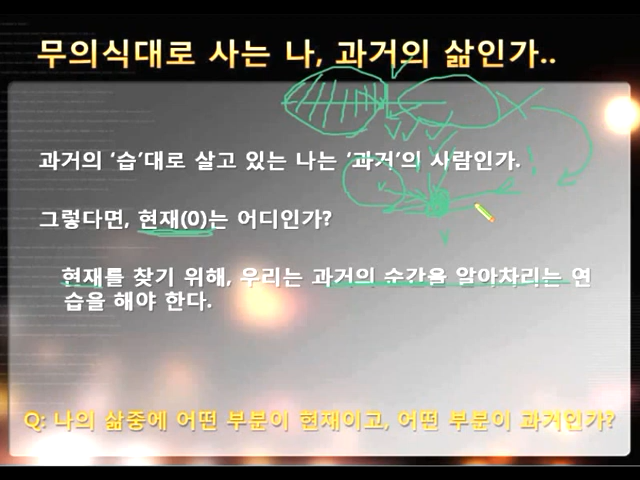 무의식대로 사는 나, 과거의 삶인가..
과거의 ‘습’대로 살고 있는 나는 ‘과거’의 사람인가.
그렇다면, 현재(0)는 어디인가?
현재를 찾기 위해, 우리는 과거의 순간을 알아차리는 연
습을 해야 한다.
Q: 나의 삶중에 어떤 부분이 현재이고, 어떤 부분이 과거인가?